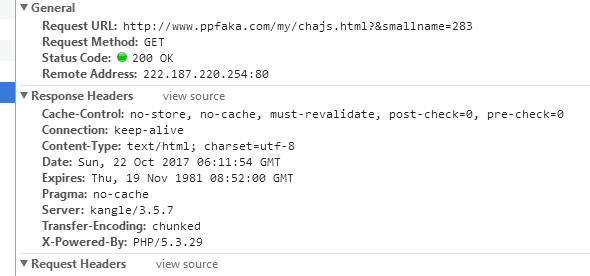 General
Request URL: http://www.ppfaka.com/my/chajs.html?&smallname=283
Request Method: GET
Status Code: 200 OK
Remote Address: 222.187.220.254:80
Response Headers view source
Cache-Control: no-store, no-cache, must-revalidate, post-check=0, pre-check=0
Connection: keep-alive
Content-Type: text/html; charset=utf-8
Date: Sun, 22 Oct 2017 06:11:54 GMT
Expires: Thu, 19 Nov 1981 08:52:00 GMT
Pragma: no-cache
Server: kangle/3.5.7
Transfer-Encoding: chunked
X-Powered-By: PHP/5.3.29
Request Headers view source